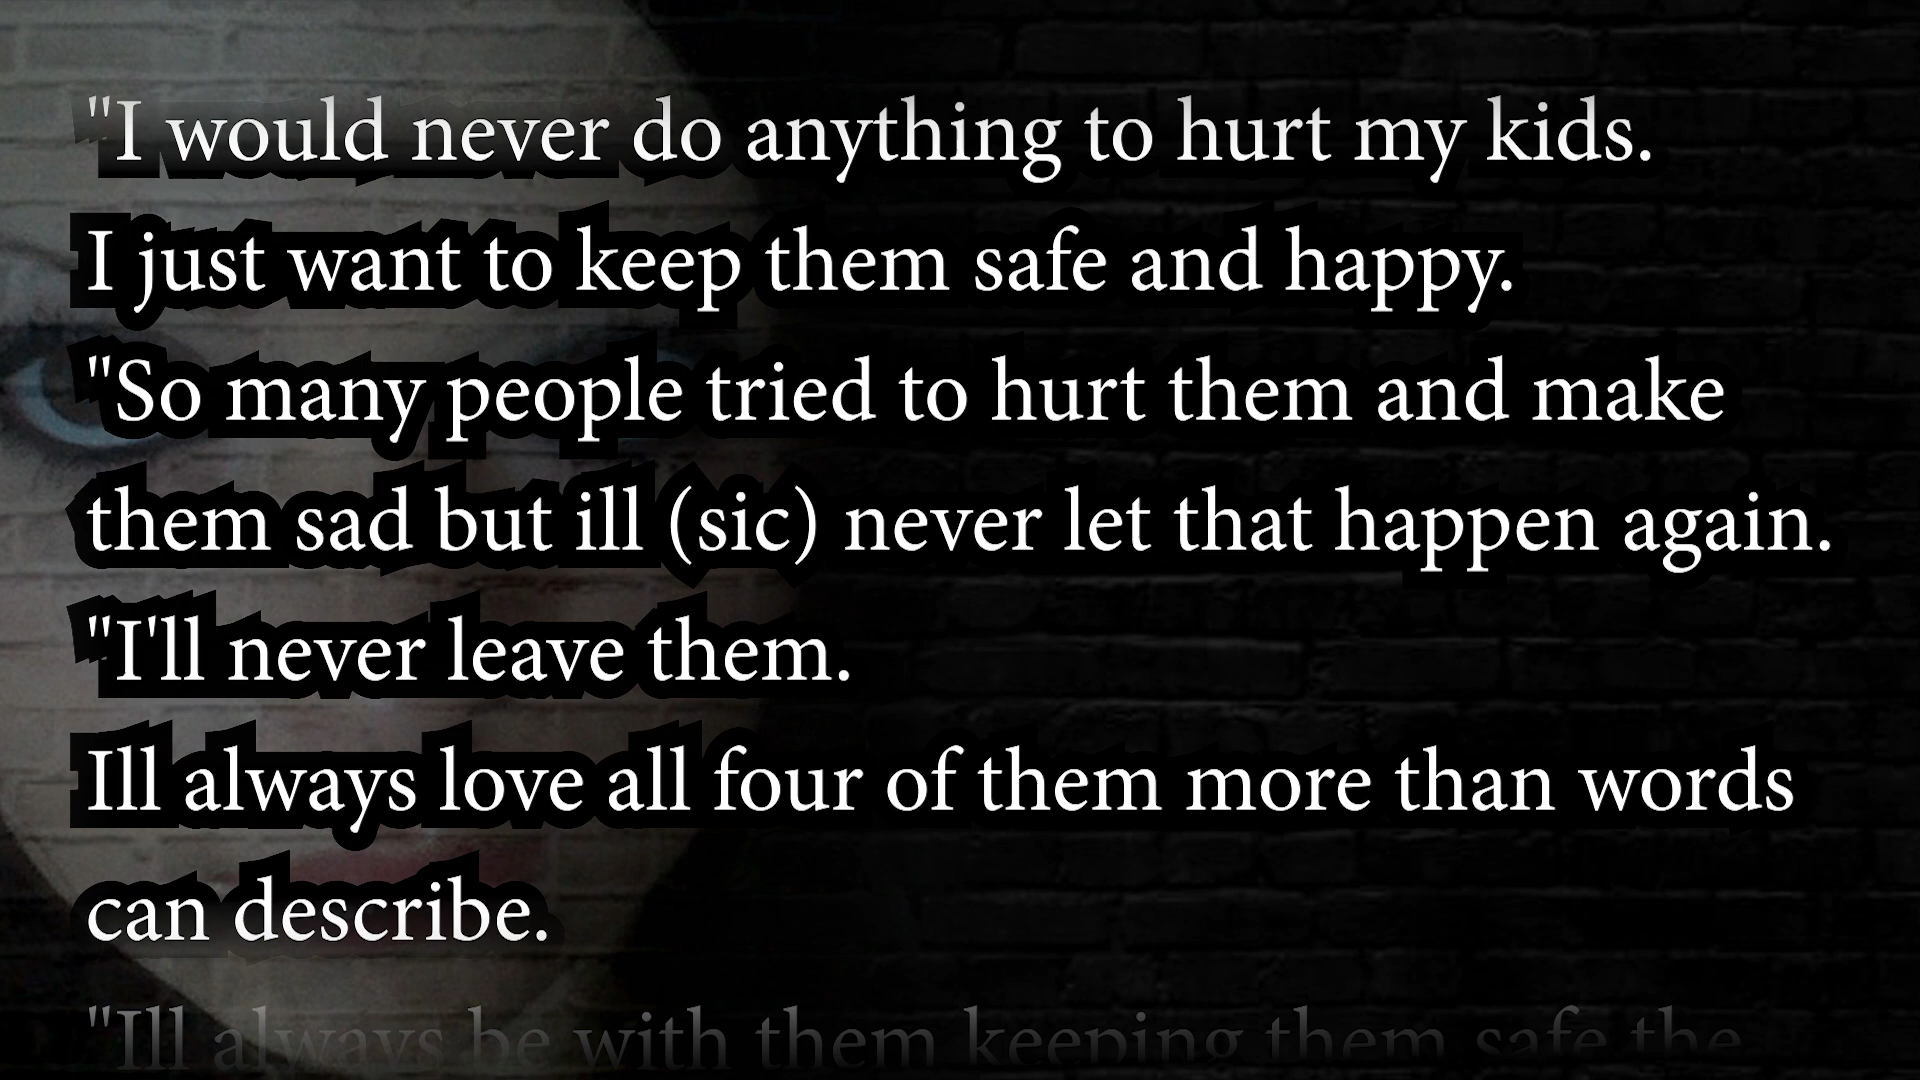 "I would never do anything to hurt my kids.
I just want to keep them safe and happy.
"So many people tried to hurt them and make
them sad but ill (sic) never let that happen again.
"I'll never leave them.
Ill always love all four of them more than words
can describe.
"Ill always be with them keeping them safe the